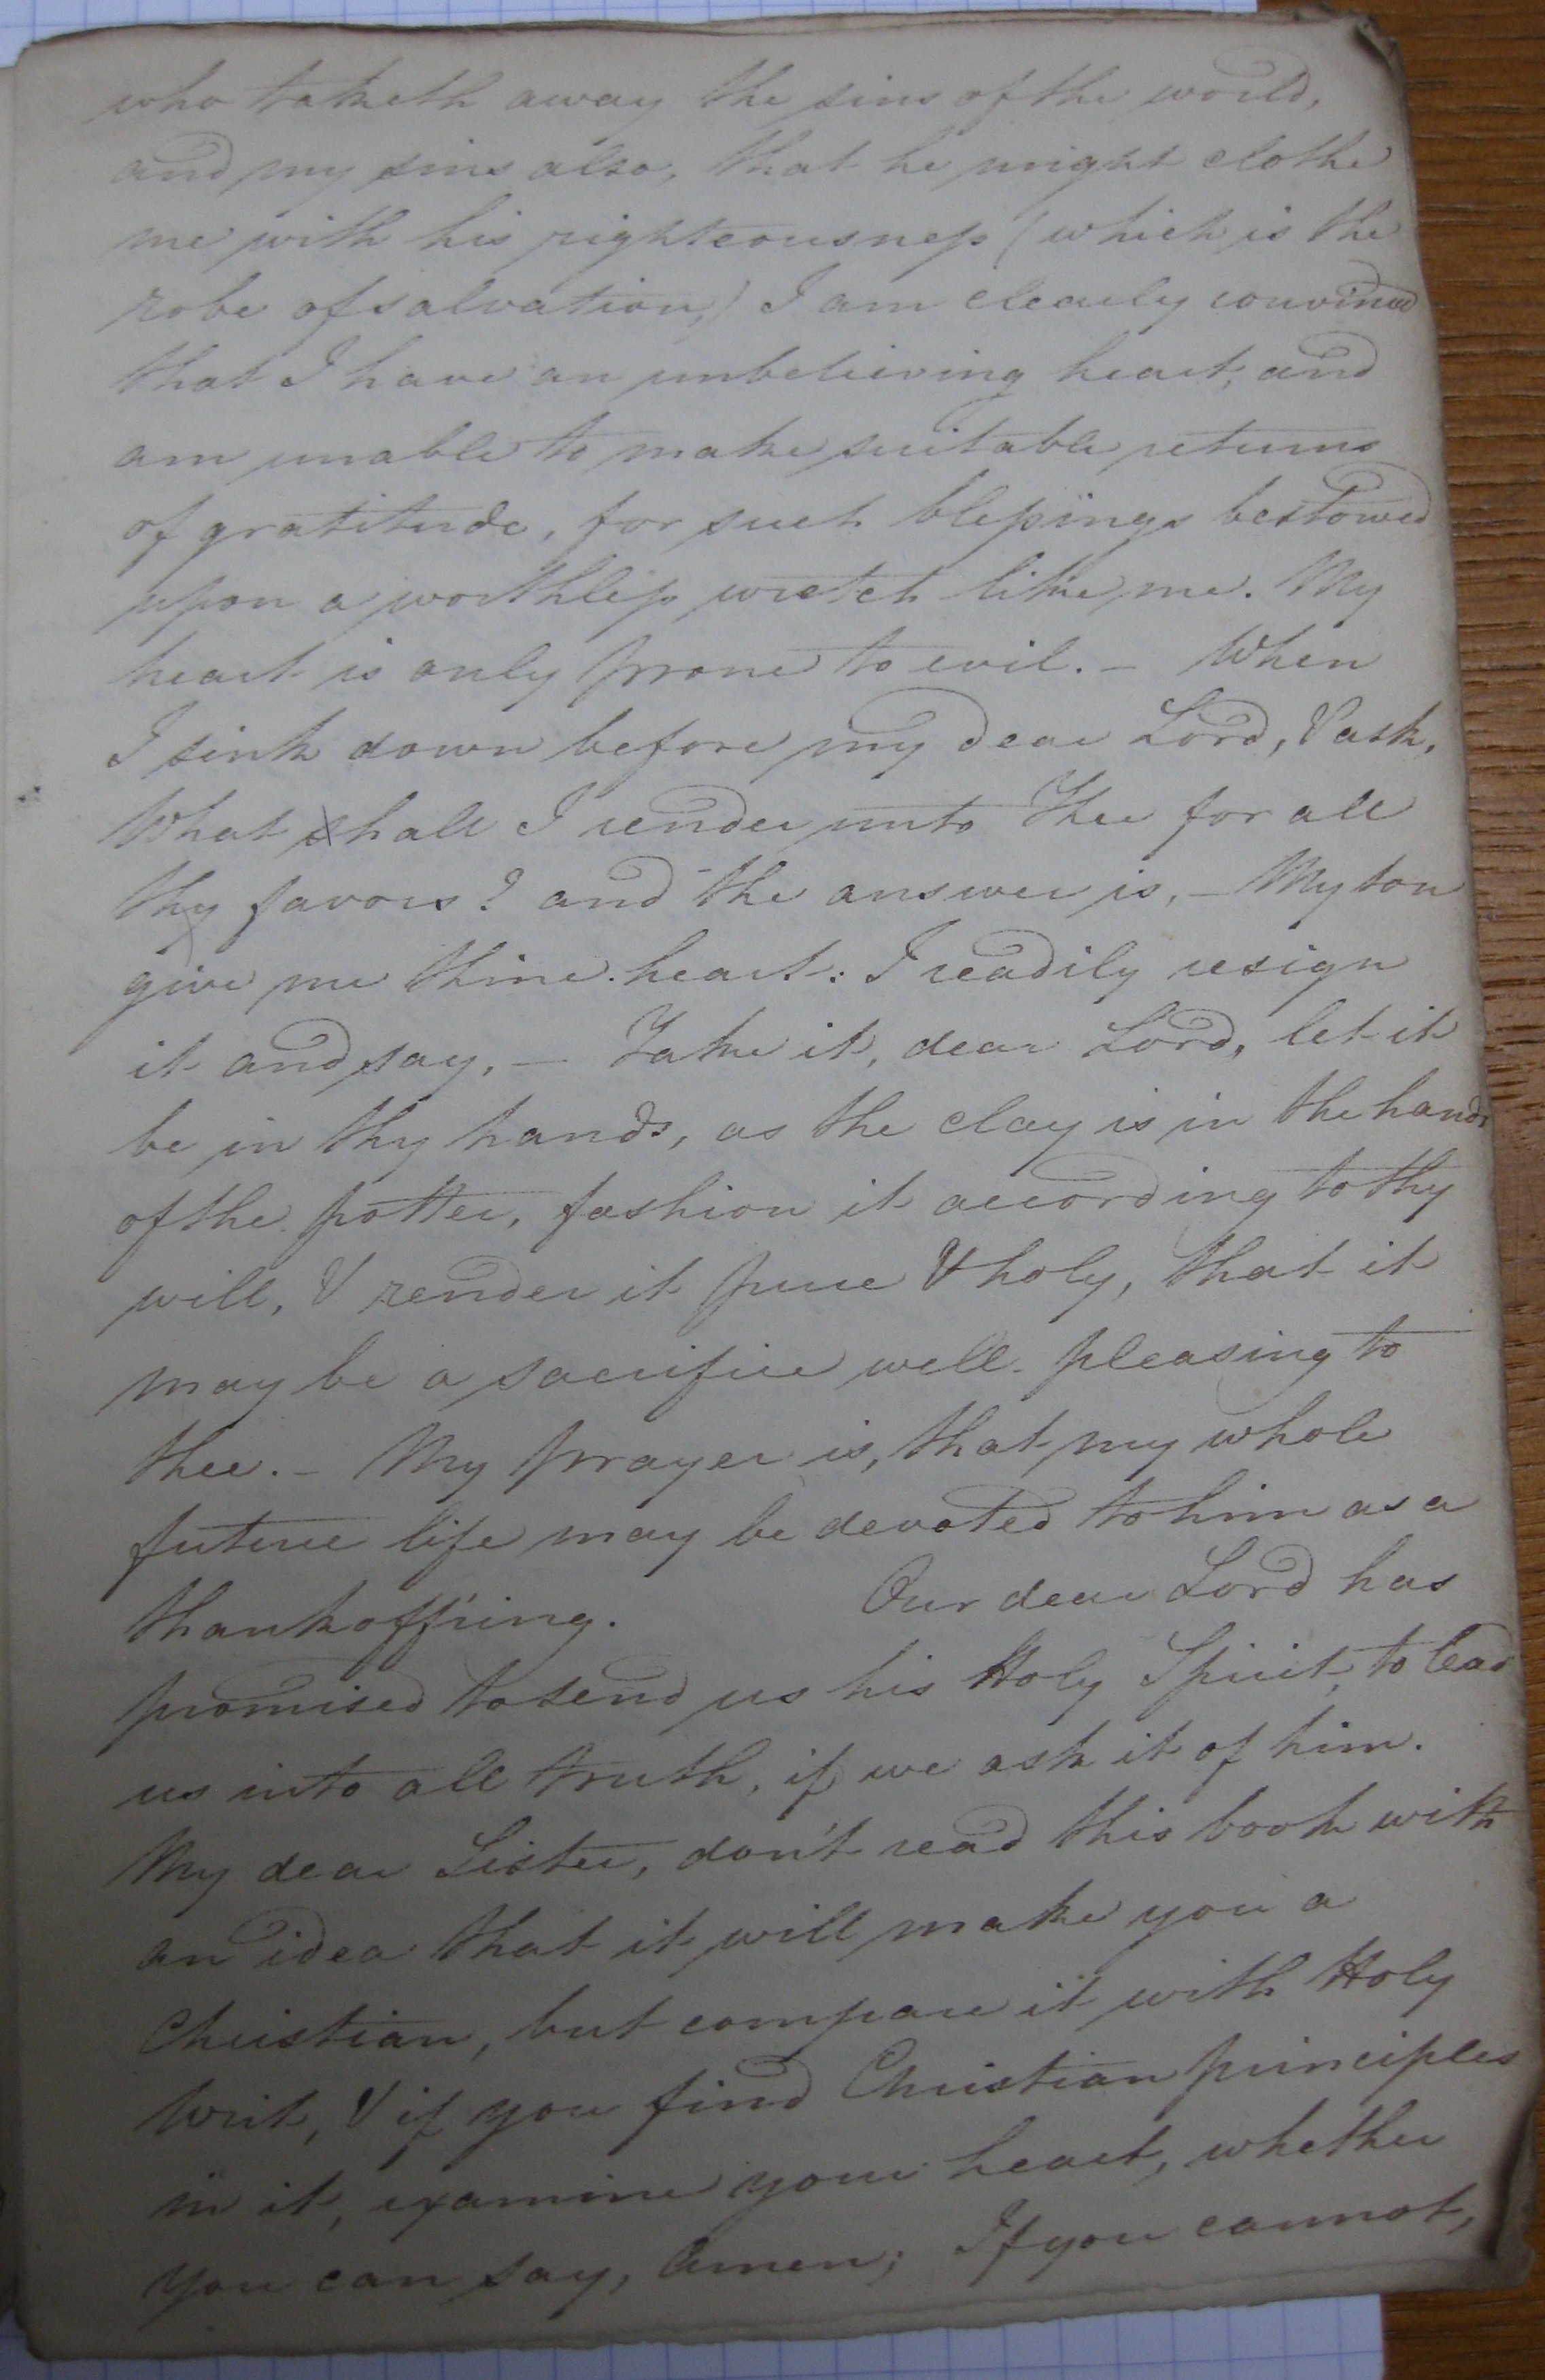 who taketh away the sins of the world,
and my sins also, that he might clothe
me with his righteousness (which is the
robe of salvation,) I am clearly convinced
that I have an unbelieving heart, and
am unable to make suitable returns
of gratitude, for such blessings bestowed
upon a worthless wretch like me. My
heart is only prone to evil. – When
I sink down before my dear Lord, & ask,
What shall I render unto Thee for all
thy favors? and the answer is, – My son
give me thine heart: I readily resign
it and say, – Take it, dear Lord, let it
be in thy hands, as the clay is in the hands
of the potter, fashion it according to thy
will, & render it pure & holy, that it
may be a sacrifice well-pleasing to
thee. – My prayer is, that my whole
future life may be devoted to him as a
thankoff'ring. Our dear Lord has
promised to send us his Holy Spirit, to lead
us into all truth, if we ask it of him.
My dear Sister, don't read this book with
an idea that it will make you a
Christian, but compare it with Holy
Writ, & if you find Christian principles
in it, examine your heart, whether
you can say, Amen; If you cannot,